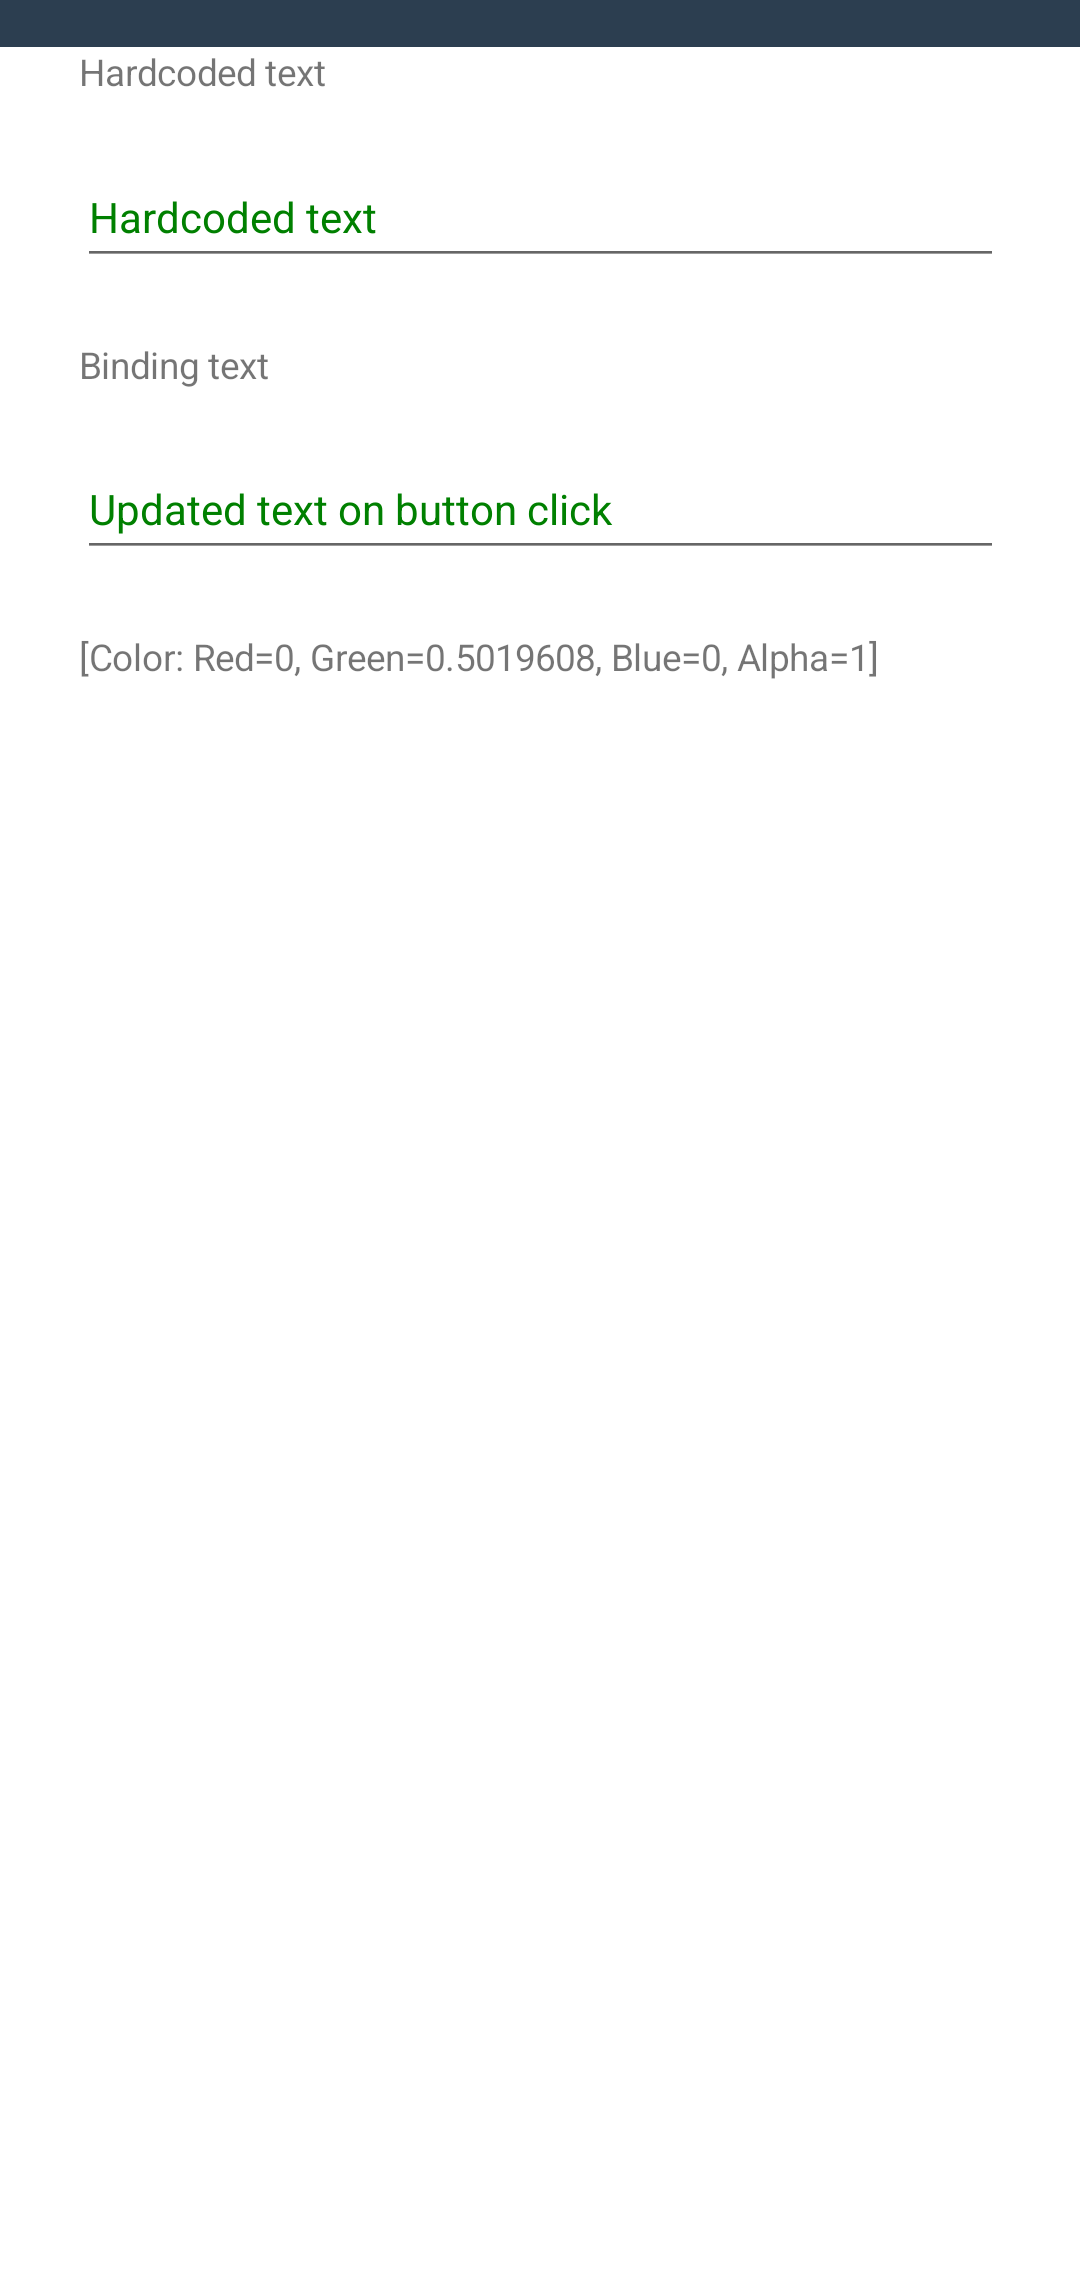 Hardcoded text
Hardcoded text
Binding text
Updated text on button click
[Color: Red=0, Green=0.5019608, Blue=0, Alpha=1]